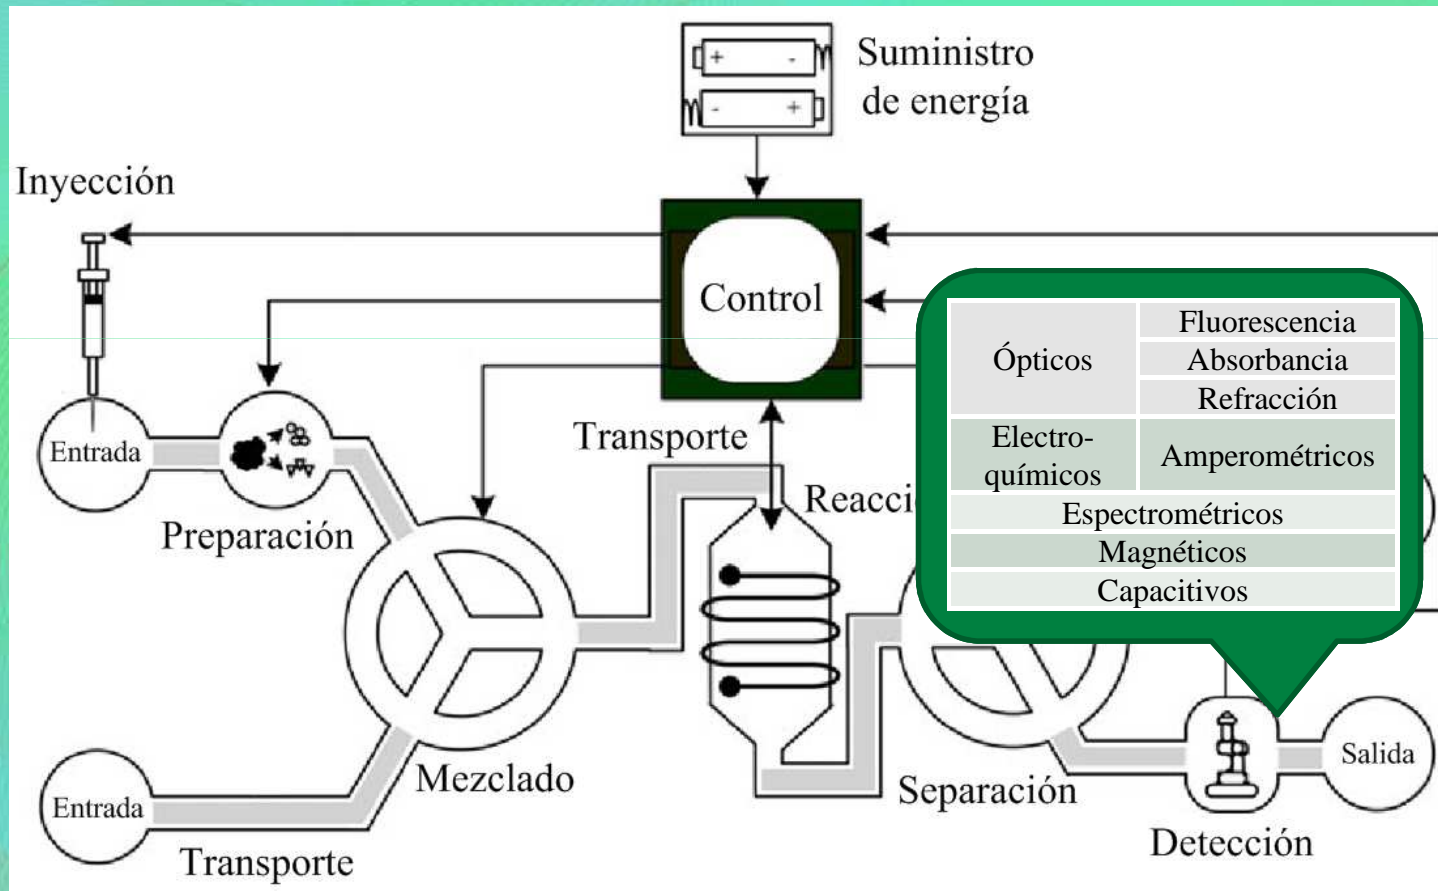 Suministro
de energía
+ -
- +
Inyección
Control
Fluorescencia
Ópticos
Absorbancia
Refracción
Electro-
químicos
Amperométricos
Espectrométricos
Magnéticos
Capacitivos
Entrada
Transporte
Reacci
Preparación
Mezclado
Separación
Salida
Entrada
Detección
Transporte